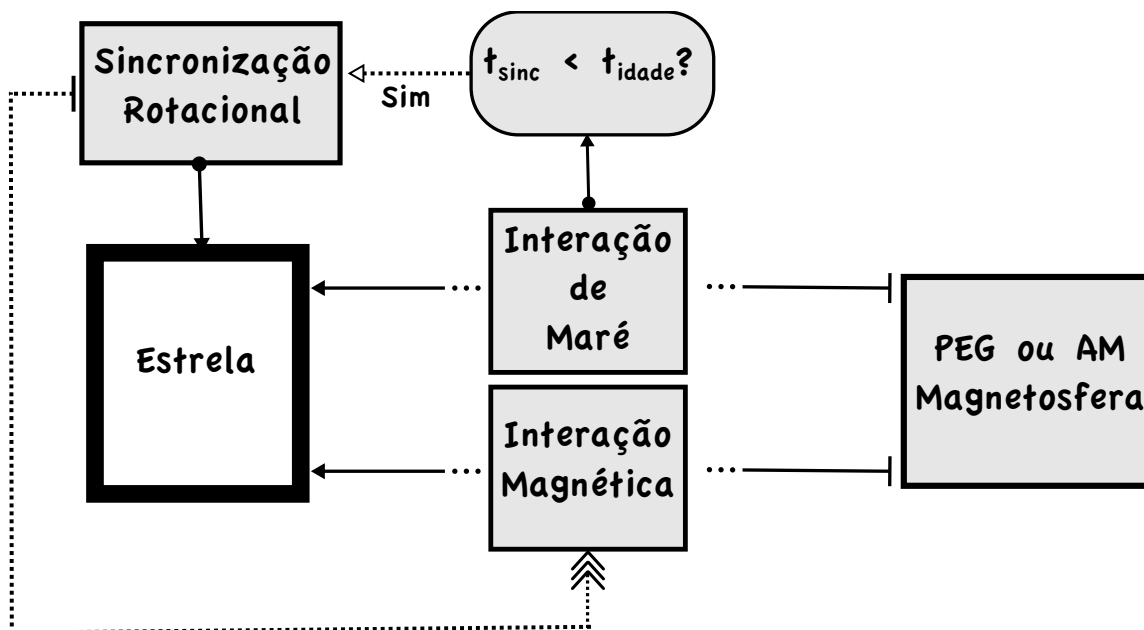 Sincronização
Rotacional
t_sinc < t_idade?
Sim
Interação
de
Maré
Estrela
PEG ou AM
Magnetosfera
Interação
Magnética